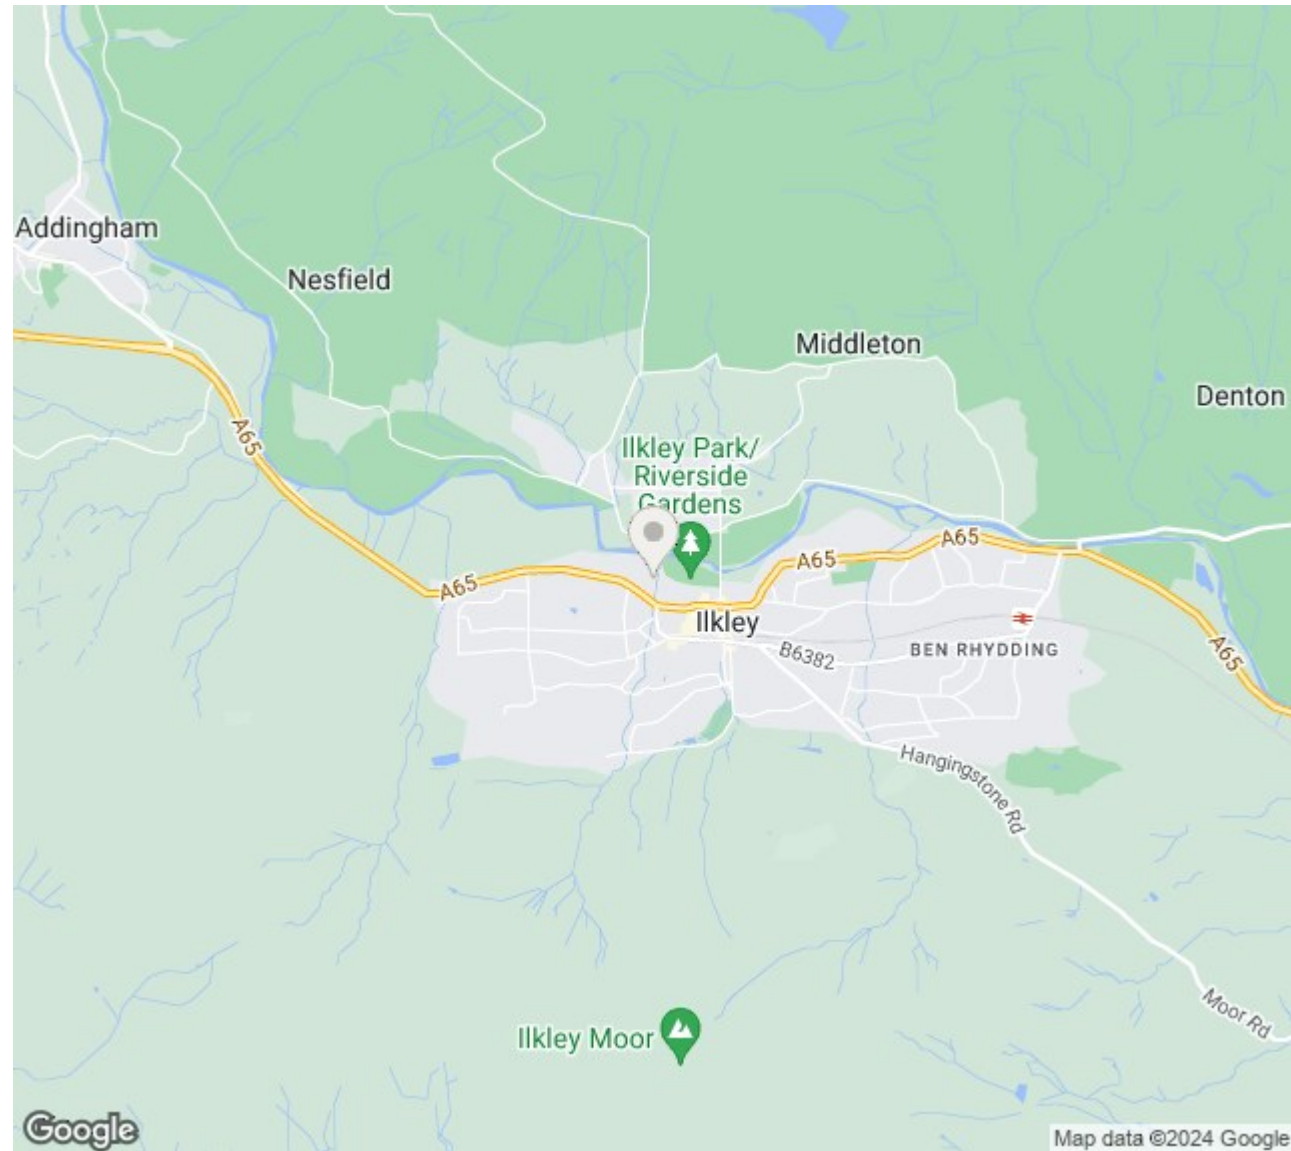 Addingham
Nesfield
Middleton
Denton
A65
Ilkley Park/
Riverside
Gardens
A65
A65
A65
Ilkley
B6382
BEN RHYDDING
A65
Hangingstone Rd
Moor Rd
Ilkley Moor
Google
Map data ©2024 Google